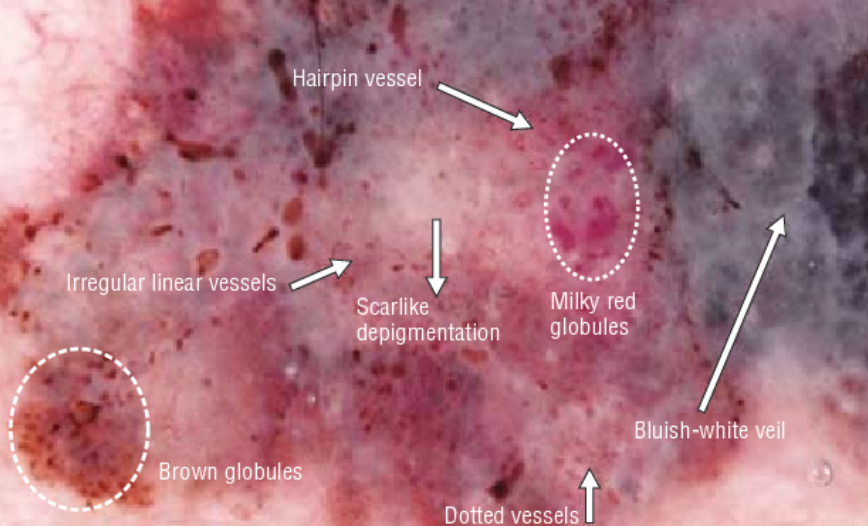 Hairpin vessel
Irregular linear vessels
Scarlike
depigmentation
Milky red
globules
Bluish-white veil
Brown globules
Dotted vessels